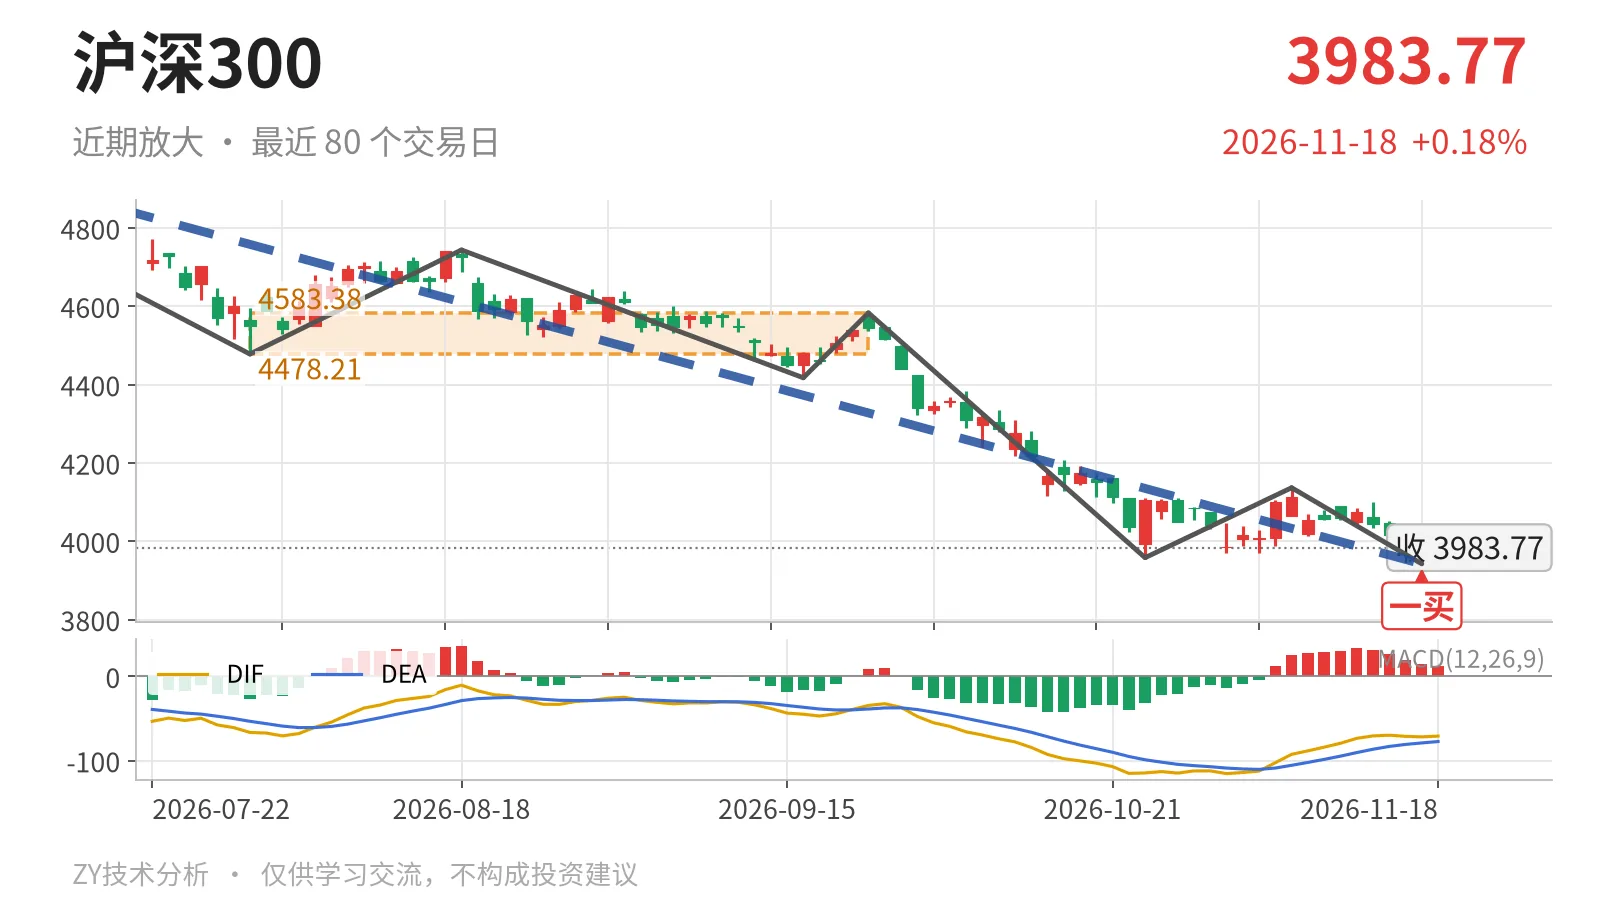 沪深300
3983.77
近期放大 · 最近 80 个交易日
2026-11-18 +0.18%
4800
4600
4400
4200
4000
3800
4583.38
4478.21
收 3983.77
一买
DIF
DEA
MACD(12,26,9)
0
-100
2026-07-22
2026-08-18
2026-09-15
2026-10-21
2026-11-18
ZY技术分析 · 仅供学习交流，不构成投资建议